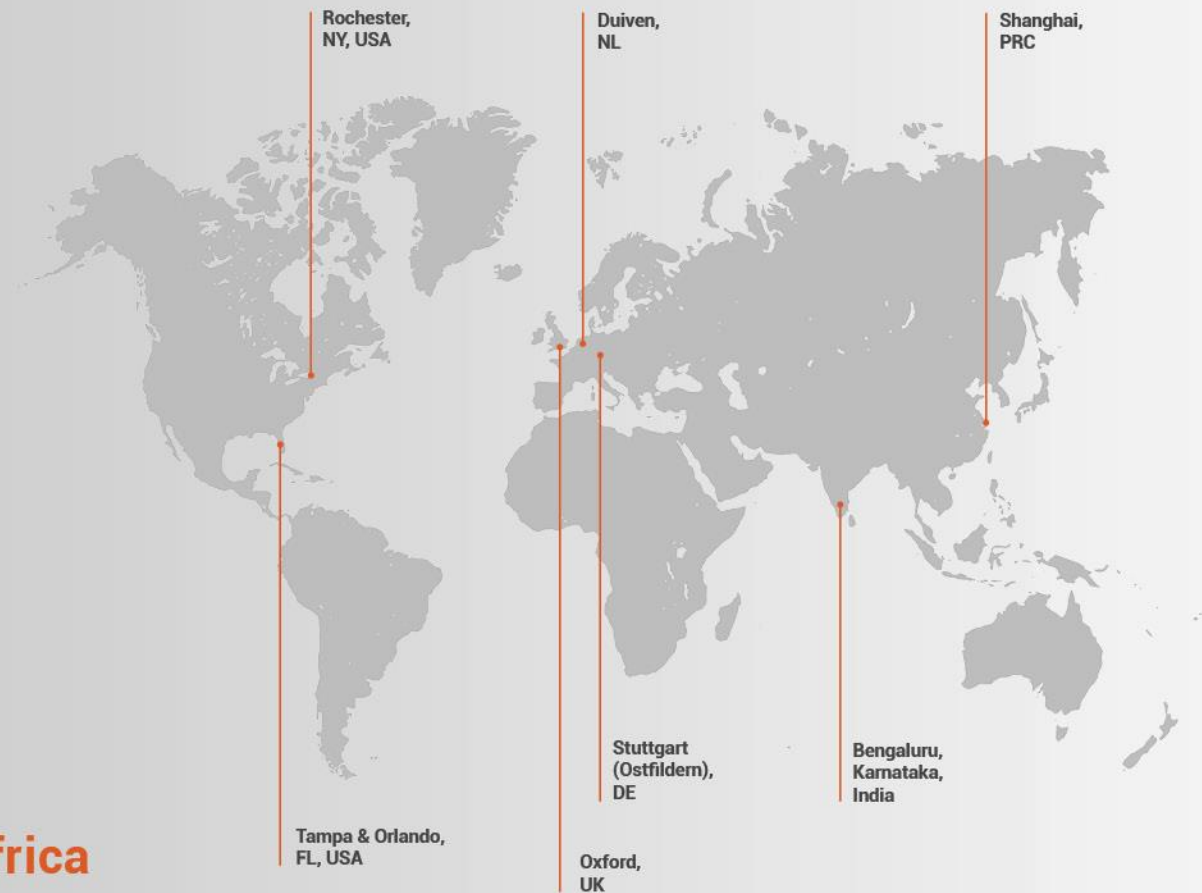 Rochester,
NY, USA
Duiven,
NL
Shanghai,
PRC
Stuttgart
(Ostfildern),
DE
Bengaluru,
Karnataka,
India
Tampa & Orlando,
FL, USA
Oxford,
UK